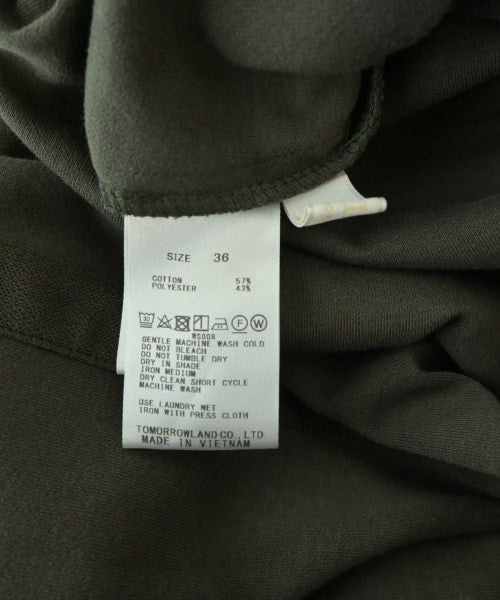 SIZE 36
COTTON 57%
POLYESTER 43%
30 F W
WS008
GENTLE MACHINE WASH COLD
DO NOT BLEACH
DO NOT TUMBLE DRY
DRY IN SHADE
IRON MEDIUM
DRY CLEAN SHORT CYCLE
MACHINE WASH
USE LAUNDRY NET
IRON WITH PRESS CLOTH
TOMORROWLAND CO., LTD
MADE IN VIETNAM